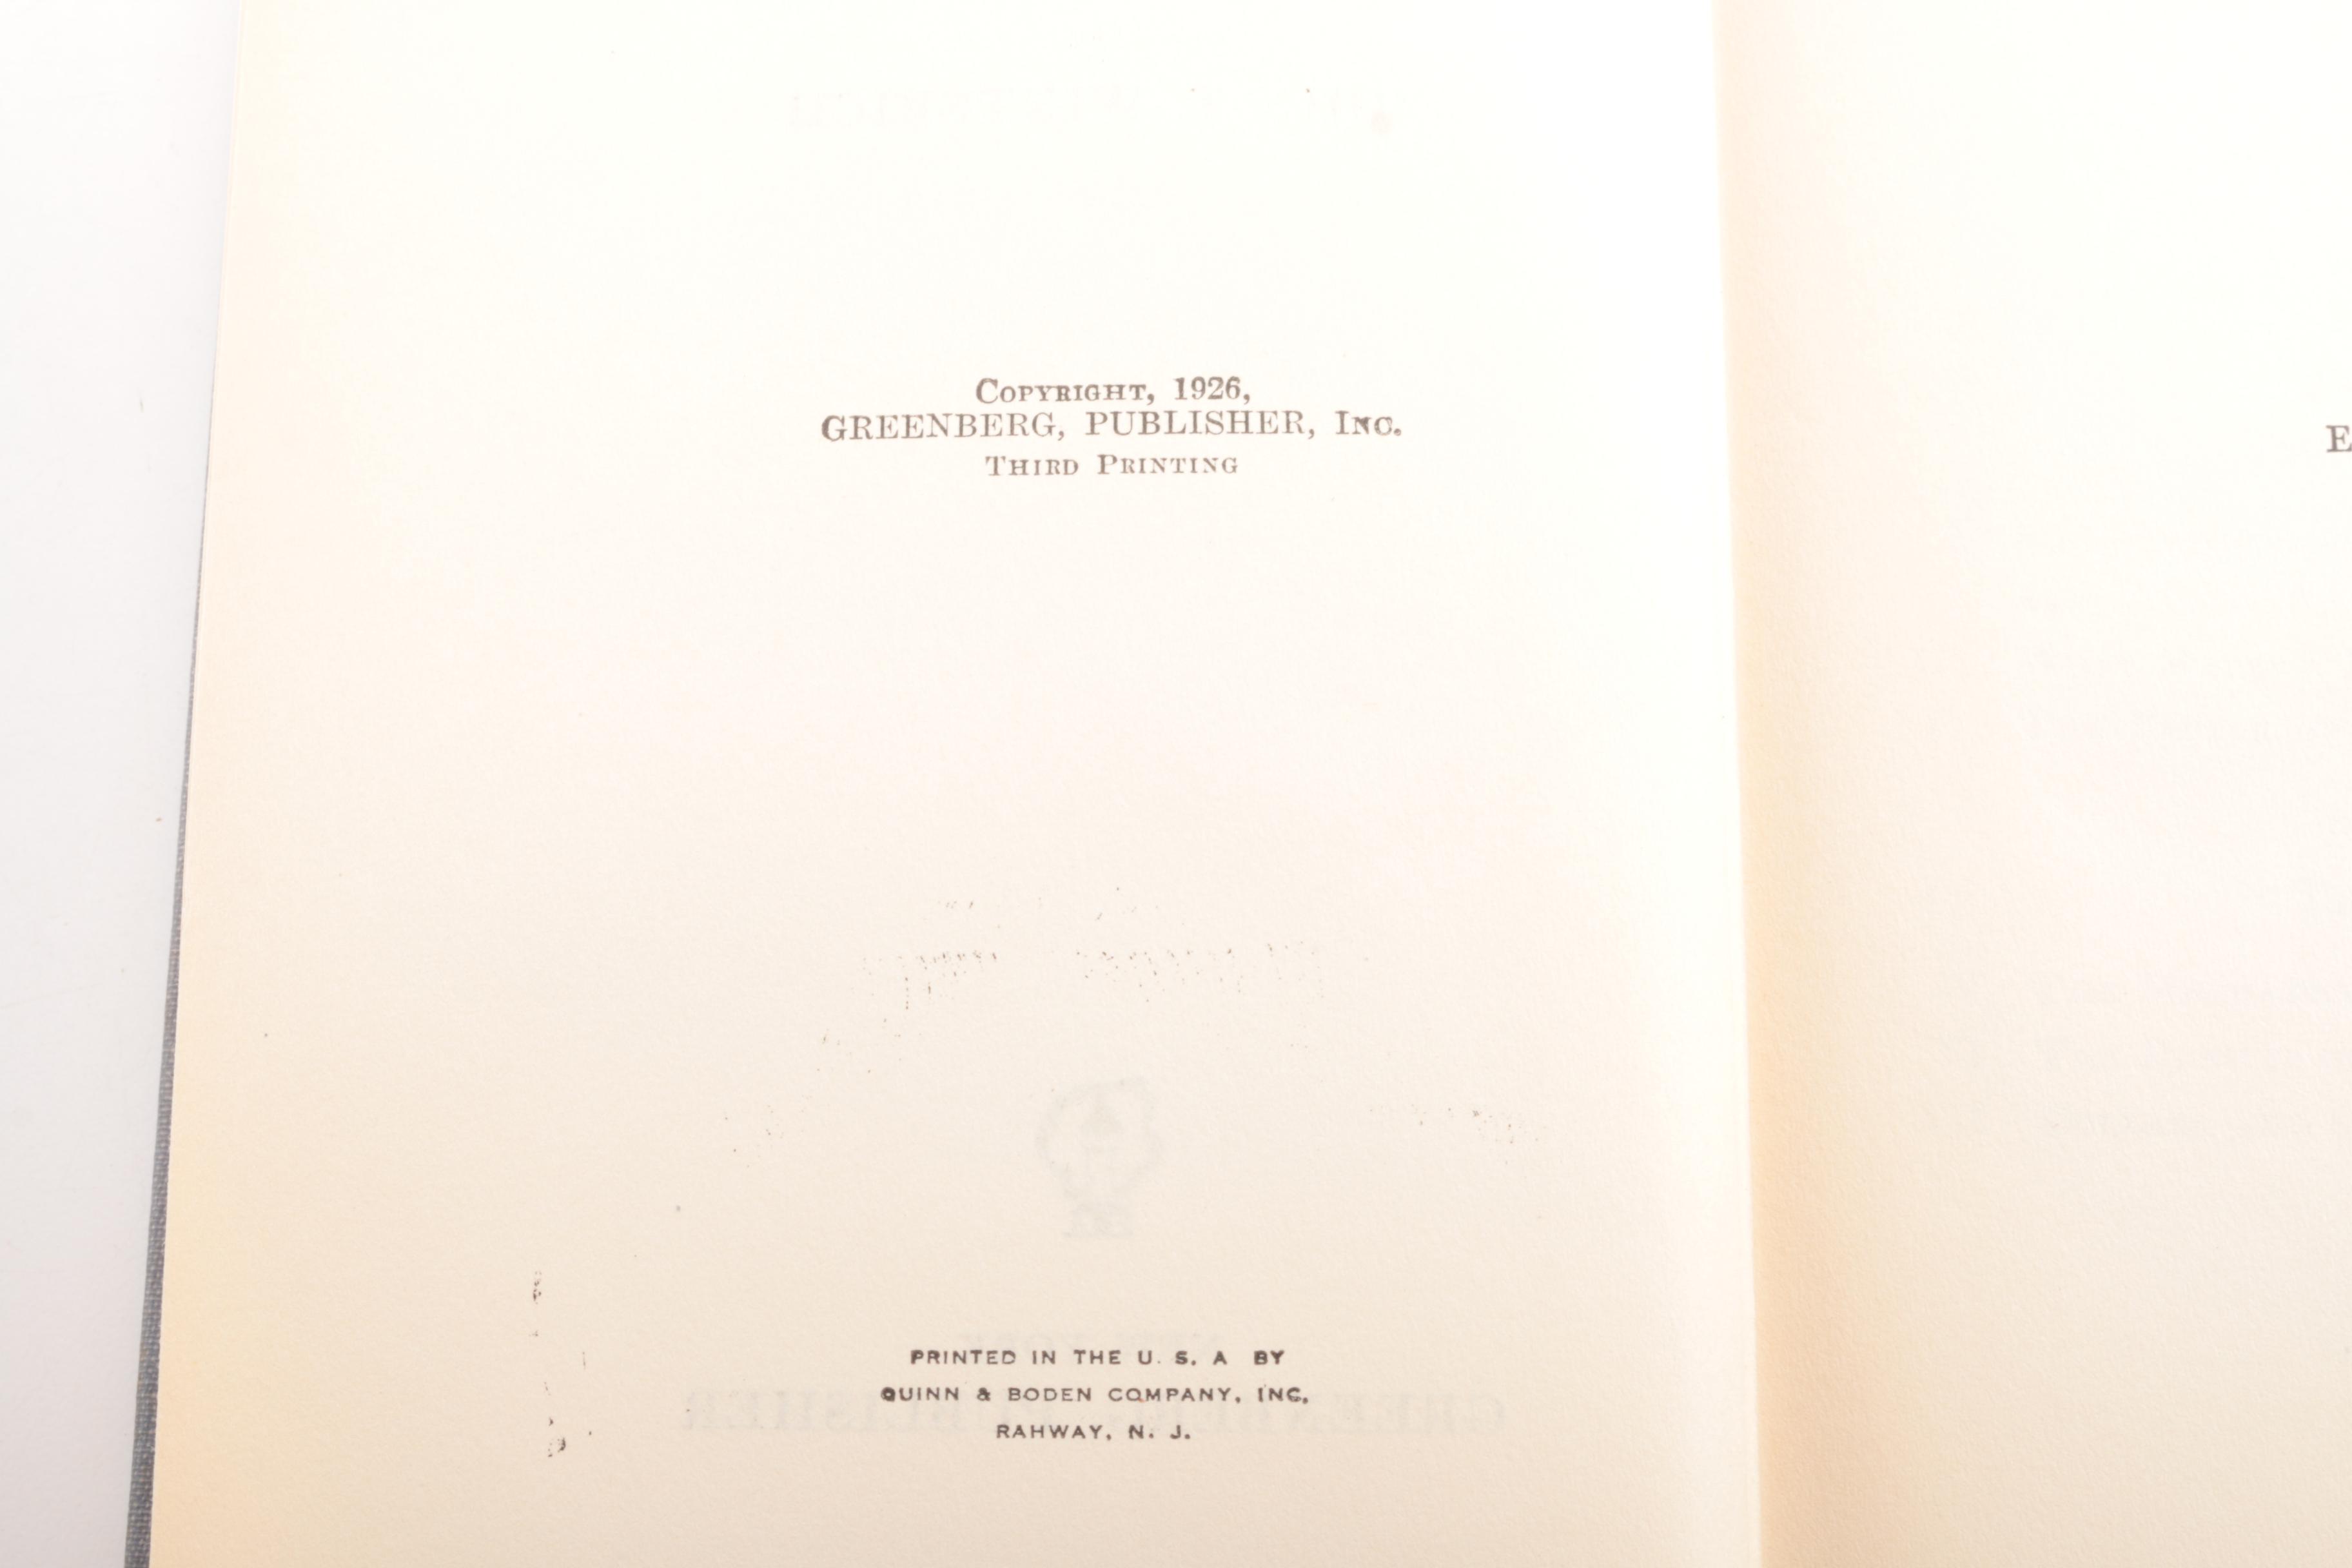 Copyright, 1926,
GREENBERG, PUBLISHER, Inc.
Third Printing
PRINTED IN THE U. S. A BY
QUINN & BODEN COMPANY, INC.
RAHWAY, N. J.
E